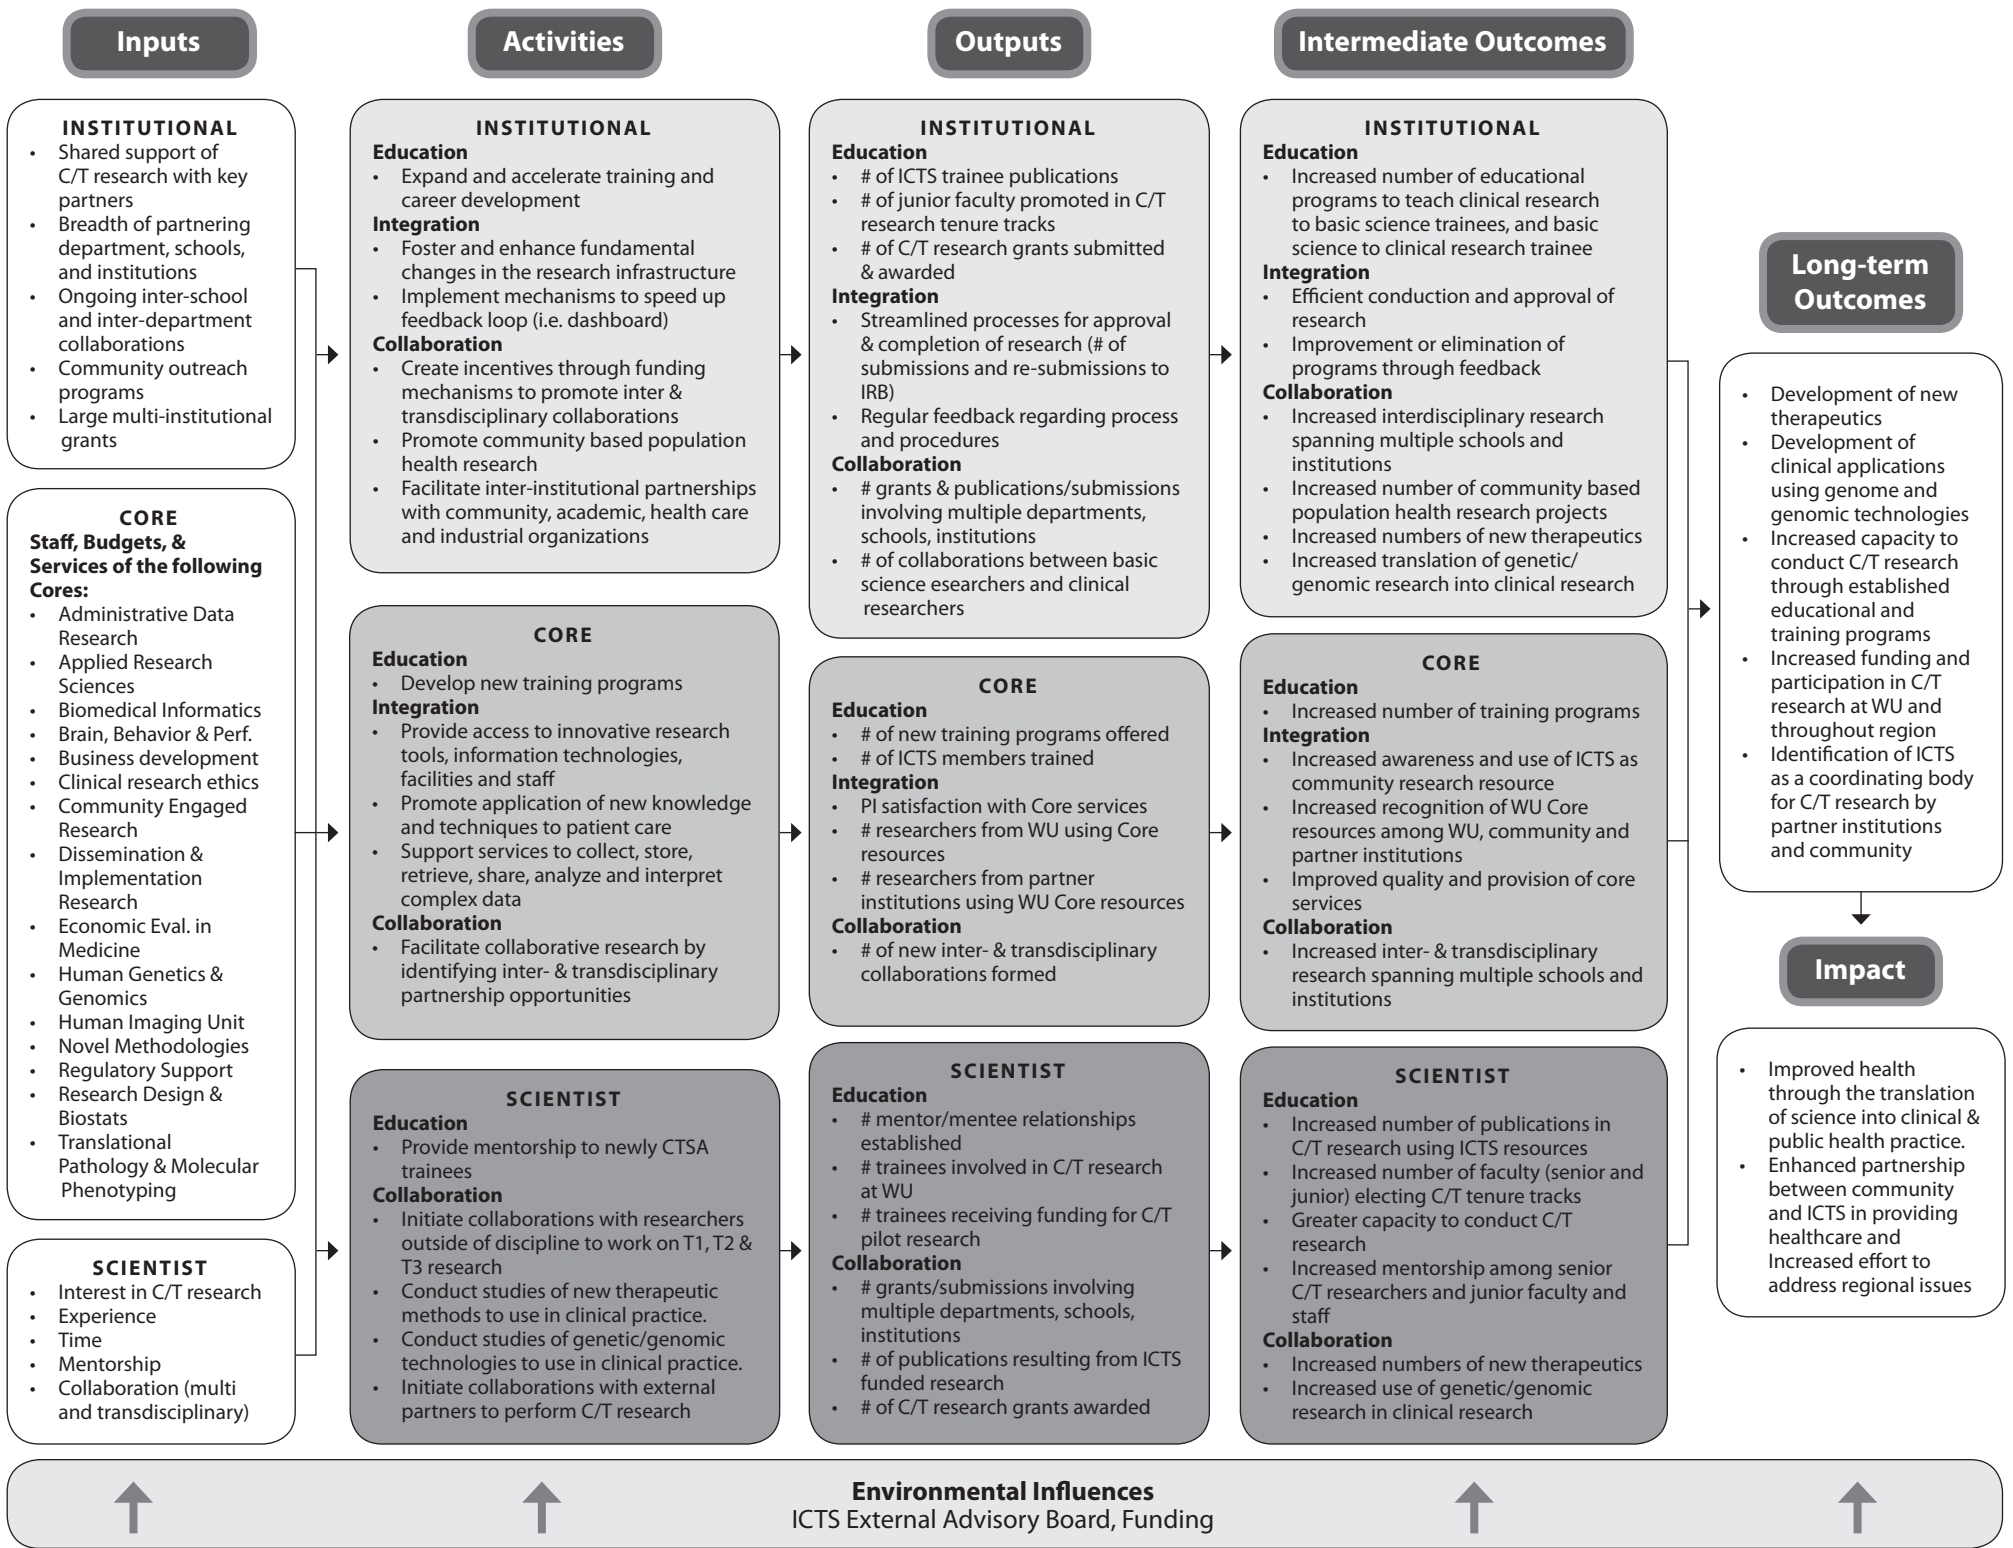 Inputs
INSTITUTIONAL
• Shared support of
C/T research with key
partners
• Breadth of partnering
department, schools,
and institutions
• Ongoing inter-school
and inter-department
collaborations
• Community outreach
programs
• Large multi-institutional
grants
CORE
Staff, Budgets, &
Services of the following
Cores:
• Administrative Data
Research
• Applied Research
Sciences
• Biomedical Informatics
• Brain, Behavior & Perf.
• Business development
• Clinical research ethics
• Community Engaged
Research
• Dissemination &
Implementation
Research
• Economic Eval. in
Medicine
• Human Genetics &
Genomics
• Human Imaging Unit
• Novel Methodologies
• Regulatory Support
• Research Design &
Biostats
• Translational
Pathology & Molecular
Phenotyping
SCIENTIST
• Interest in C/T research
• Experience
• Time
• Mentorship
• Collaboration (multi
and transdisciplinary)
Activities
INSTITUTIONAL
Education
• Expand and accelerate training and
career development
Integration
• Foster and enhance fundamental
changes in the research infrastructure
• Implement mechanisms to speed up
feedback loop (i.e. dashboard)
Collaboration
• Create incentives through funding
mechanisms to promote inter &
transdisciplinary collaborations
• Promote community based population
health research
• Facilitate inter-institutional partnerships
with community, academic, health care
and industrial organizations
CORE
Education
• Develop new training programs
Integration
• Provide access to innovative research
tools, information technologies,
facilities and staff
• Promote application of new knowledge
and techniques to patient care
• Support services to collect, store,
retrieve, share, analyze and interpret
complex data
Collaboration
• Facilitate collaborative research by
identifying inter- & transdisciplinary
partnership opportunities
SCIENTIST
Education
• Provide mentorship to newly CTSA
trainees
Collaboration
• Initiate collaborations with researchers
outside of discipline to work on T1, T2 &
T3 research
• Conduct studies of new therapeutic
methods to use in clinical practice.
• Conduct studies of genetic/genomic
technologies to use in clinical practice.
• Initiate collaborations with external
partners to perform C/T research
Outputs
INSTITUTIONAL
Education
• # of ICTS trainee publications
• # of junior faculty promoted in C/T
research tenure tracks
• # of C/T research grants submitted
& awarded
Integration
• Streamlined processes for approval
& completion of research (# of
submissions and re-submissions to
IRB)
• Regular feedback regarding process
and procedures
Collaboration
• # grants & publications/submissions
involving multiple departments,
schools, institutions
• # of collaborations between basic
science esearchers and clinical
researchers
CORE
Education
• # of new training programs offered
• # of ICTS members trained
Integration
• PI satisfaction with Core services
• # researchers from WU using Core
resources
• # researchers from partner
institutions using WU Core resources
Collaboration
• # of new inter- & transdisciplinary
collaborations formed
SCIENTIST
Education
• # mentor/mentee relationships
established
• # trainees involved in C/T research
at WU
• # trainees receiving funding for C/T
pilot research
Collaboration
• # grants/submissions involving
multiple departments, schools,
institutions
• # of publications resulting from ICTS
funded research
• # of C/T research grants awarded
Intermediate Outcomes
INSTITUTIONAL
Education
• Increased number of educational
programs to teach clinical research
to basic science trainees, and basic
science to clinical research trainee
Integration
• Efficient conduction and approval of
research
• Improvement or elimination of
programs through feedback
Collaboration
• Increased interdisciplinary research
spanning multiple schools and
institutions
• Increased number of community based
population health research projects
• Increased numbers of new therapeutics
• Increased translation of genetic/
genomic research into clinical research
CORE
Education
• Increased number of training programs
Integration
• Increased awareness and use of ICTS as
community research resource
• Increased recognition of WU Core
resources among WU, community and
partner institutions
• Improved quality and provision of core
services
Collaboration
• Increased inter- & transdisciplinary
research spanning multiple schools and
institutions
SCIENTIST
Education
• Increased number of publications in
C/T research using ICTS resources
• Increased number of faculty (senior and
junior) electing C/T tenure tracks
• Greater capacity to conduct C/T
research
• Increased mentorship among senior
C/T researchers and junior faculty and
staff
Collaboration
• Increased numbers of new therapeutics
• Increased use of genetic/genomic
research in clinical research
Long-term
Outcomes
• Development of new
therapeutics
• Development of
clinical applications
using genome and
genomic technologies
• Increased capacity to
conduct C/T research
through established
educational and
training programs
• Increased funding and
participation in C/T
research at WU and
throughout region
• Identification of ICTS
as a coordinating body
for C/T research by
partner institutions
and community
Impact
• Improved health
through the translation
of science into clinical &
public health practice.
• Enhanced partnership
between community
and ICTS in providing
healthcare and
Increased effort to
address regional issues
Environmental Influences
ICTS External Advisory Board, Funding